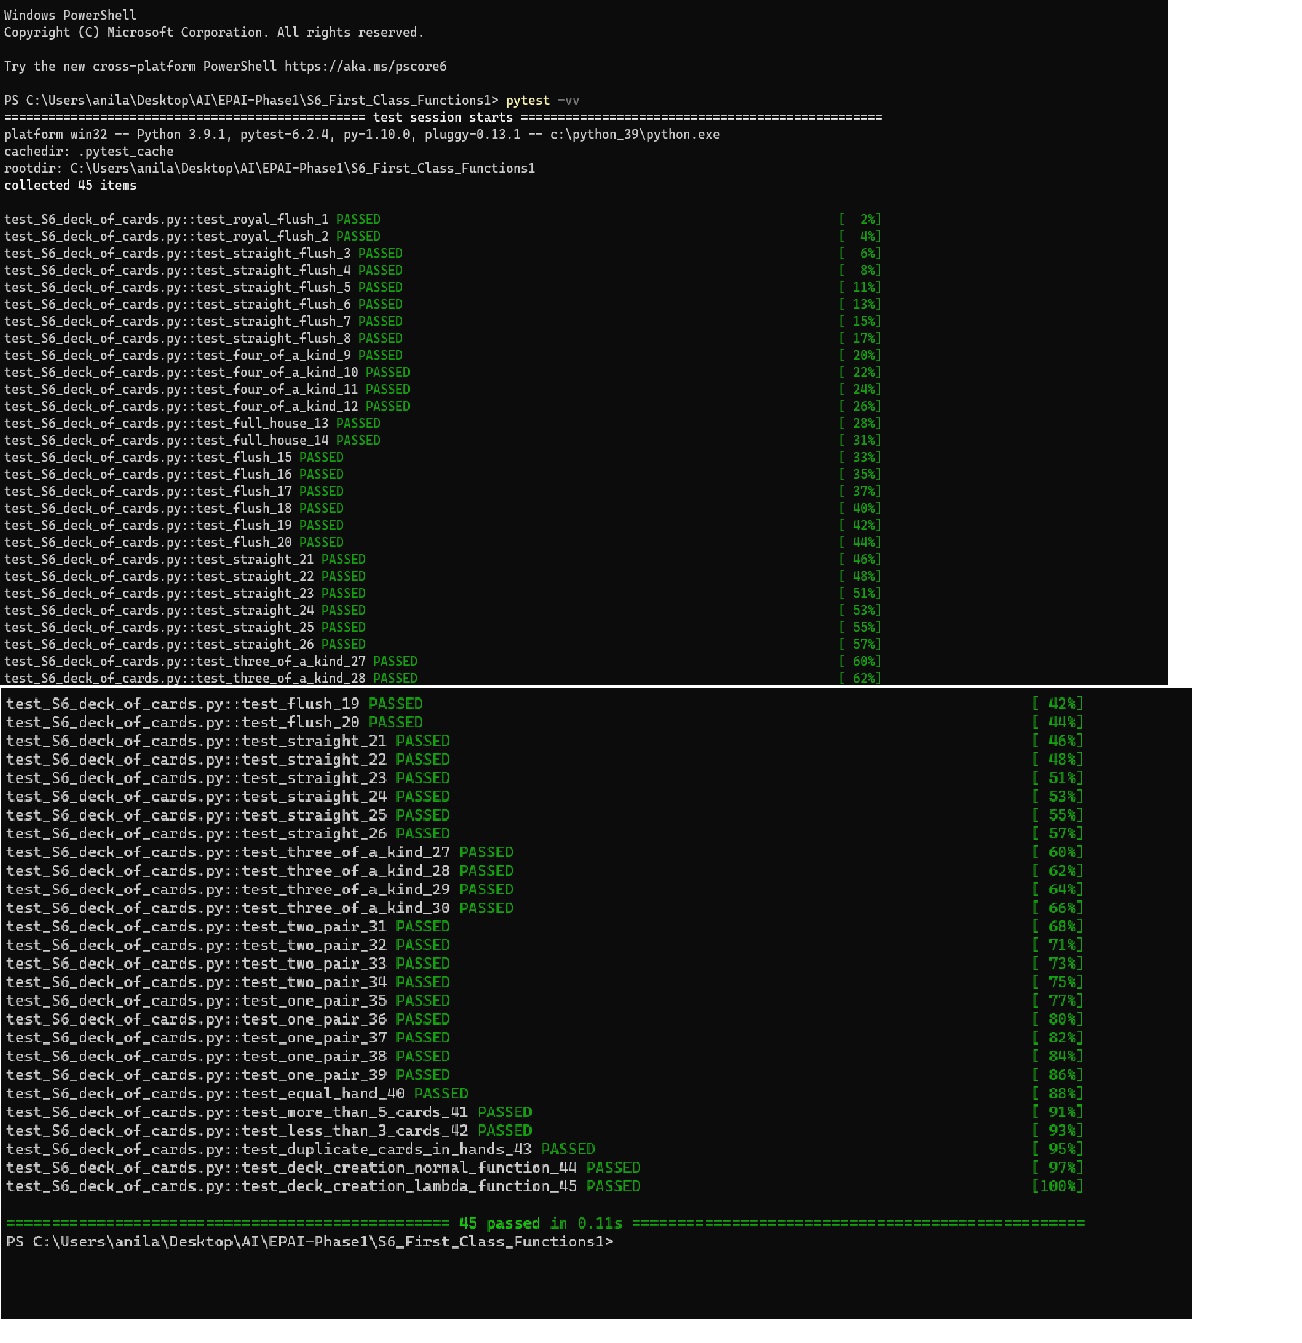 Windows PowerShell
Copyright (C) Microsoft Corporation. All rights reserved.
Try the new cross-platform PowerShell https://aka.ms/pscore6
PS C:\Users\anila\Desktop\AI\EPAI-Phase1\S6_First_Class_Functions1> pytest -vv
================================================= test session starts =================================================
platform win32 -- Python 3.9.1, pytest-6.2.4, py-1.10.0, pluggy-0.13.1 -- c:\python_39\python.exe
cachedir: .pytest_cache
rootdir: C:\Users\anila\Desktop\AI\EPAI-Phase1\S6_First_Class_Functions1
collected 45 items
test_S6_deck_of_cards.py::test_royal_flush_1 PASSED [  2%]
test_S6_deck_of_cards.py::test_royal_flush_2 PASSED [  4%]
test_S6_deck_of_cards.py::test_straight_flush_3 PASSED [  6%]
test_S6_deck_of_cards.py::test_straight_flush_4 PASSED [  8%]
test_S6_deck_of_cards.py::test_straight_flush_5 PASSED [ 11%]
test_S6_deck_of_cards.py::test_straight_flush_6 PASSED [ 13%]
test_S6_deck_of_cards.py::test_straight_flush_7 PASSED [ 15%]
test_S6_deck_of_cards.py::test_straight_flush_8 PASSED [ 17%]
test_S6_deck_of_cards.py::test_four_of_a_kind_9 PASSED [ 20%]
test_S6_deck_of_cards.py::test_four_of_a_kind_10 PASSED [ 22%]
test_S6_deck_of_cards.py::test_four_of_a_kind_11 PASSED [ 24%]
test_S6_deck_of_cards.py::test_four_of_a_kind_12 PASSED [ 26%]
test_S6_deck_of_cards.py::test_full_house_13 PASSED [ 28%]
test_S6_deck_of_cards.py::test_full_house_14 PASSED [ 31%]
test_S6_deck_of_cards.py::test_flush_15 PASSED [ 33%]
test_S6_deck_of_cards.py::test_flush_16 PASSED [ 35%]
test_S6_deck_of_cards.py::test_flush_17 PASSED [ 37%]
test_S6_deck_of_cards.py::test_flush_18 PASSED [ 40%]
test_S6_deck_of_cards.py::test_flush_19 PASSED [ 42%]
test_S6_deck_of_cards.py::test_flush_20 PASSED [ 44%]
test_S6_deck_of_cards.py::test_straight_21 PASSED [ 46%]
test_S6_deck_of_cards.py::test_straight_22 PASSED [ 48%]
test_S6_deck_of_cards.py::test_straight_23 PASSED [ 51%]
test_S6_deck_of_cards.py::test_straight_24 PASSED [ 53%]
test_S6_deck_of_cards.py::test_straight_25 PASSED [ 55%]
test_S6_deck_of_cards.py::test_straight_26 PASSED [ 57%]
test_S6_deck_of_cards.py::test_three_of_a_kind_27 PASSED [ 60%]
test_S6_deck_of_cards.py::test_three_of_a_kind_28 PASSED [ 62%]
test_S6_deck_of_cards.py::test_flush_19 PASSED [ 42%]
test_S6_deck_of_cards.py::test_flush_20 PASSED [ 44%]
test_S6_deck_of_cards.py::test_straight_21 PASSED [ 46%]
test_S6_deck_of_cards.py::test_straight_22 PASSED [ 48%]
test_S6_deck_of_cards.py::test_straight_23 PASSED [ 51%]
test_S6_deck_of_cards.py::test_straight_24 PASSED [ 53%]
test_S6_deck_of_cards.py::test_straight_25 PASSED [ 55%]
test_S6_deck_of_cards.py::test_straight_26 PASSED [ 57%]
test_S6_deck_of_cards.py::test_three_of_a_kind_27 PASSED [ 60%]
test_S6_deck_of_cards.py::test_three_of_a_kind_28 PASSED [ 62%]
test_S6_deck_of_cards.py::test_three_of_a_kind_29 PASSED [ 64%]
test_S6_deck_of_cards.py::test_three_of_a_kind_30 PASSED [ 66%]
test_S6_deck_of_cards.py::test_two_pair_31 PASSED [ 68%]
test_S6_deck_of_cards.py::test_two_pair_32 PASSED [ 71%]
test_S6_deck_of_cards.py::test_two_pair_33 PASSED [ 73%]
test_S6_deck_of_cards.py::test_two_pair_34 PASSED [ 75%]
test_S6_deck_of_cards.py::test_one_pair_35 PASSED [ 77%]
test_S6_deck_of_cards.py::test_one_pair_36 PASSED [ 80%]
test_S6_deck_of_cards.py::test_one_pair_37 PASSED [ 82%]
test_S6_deck_of_cards.py::test_one_pair_38 PASSED [ 84%]
test_S6_deck_of_cards.py::test_one_pair_39 PASSED [ 86%]
test_S6_deck_of_cards.py::test_equal_hand_40 PASSED [ 88%]
test_S6_deck_of_cards.py::test_more_than_5_cards_41 PASSED [ 91%]
test_S6_deck_of_cards.py::test_less_than_3_cards_42 PASSED [ 93%]
test_S6_deck_of_cards.py::test_duplicate_cards_in_hands_43 PASSED [ 95%]
test_S6_deck_of_cards.py::test_deck_creation_normal_function_44 PASSED [ 97%]
test_S6_deck_of_cards.py::test_deck_creation_lambda_function_45 PASSED [100%]
================================================= 45 passed in 0.11s ==================================================
PS C:\Users\anila\Desktop\AI\EPAI-Phase1\S6_First_Class_Functions1>